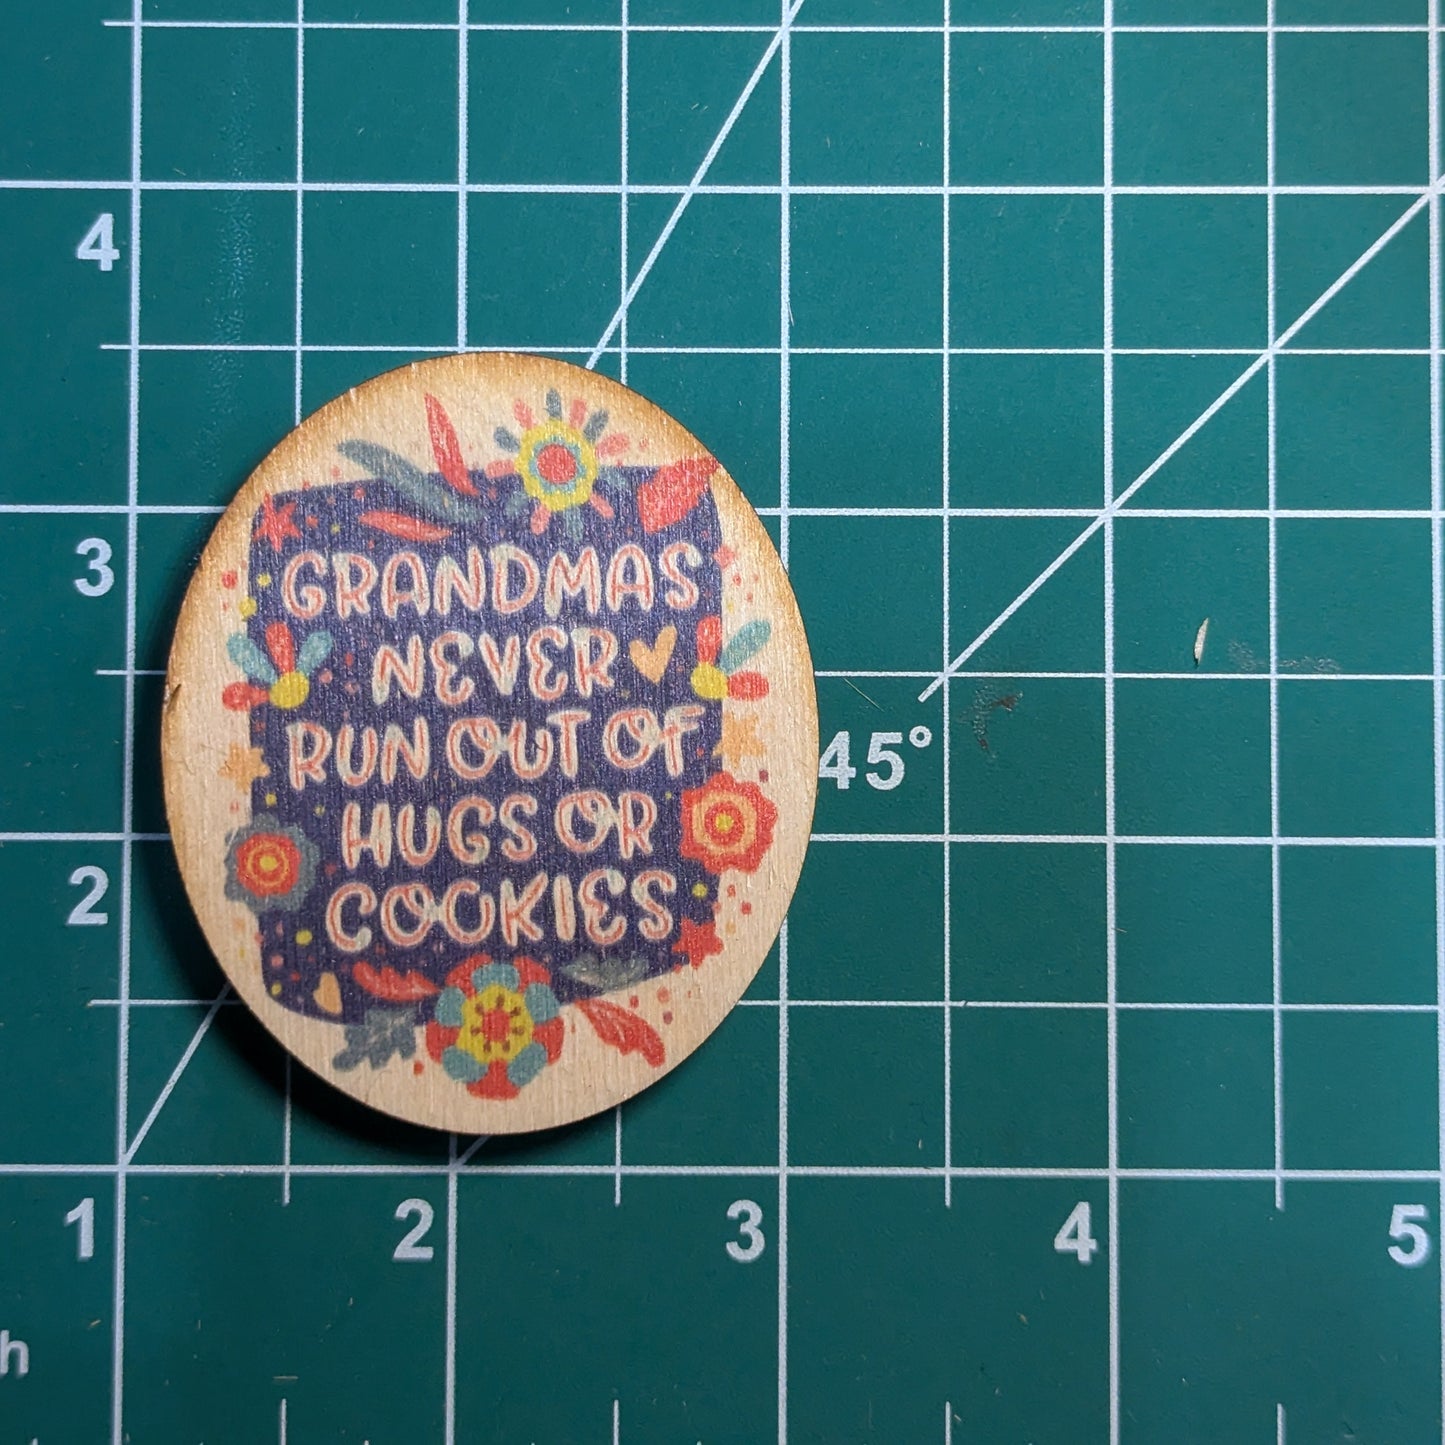 4
3
GRANDMAS
NEVER
RUN OUT OF
HUGS OR
COOKIES
45°
2
1 2 3 4 5
h